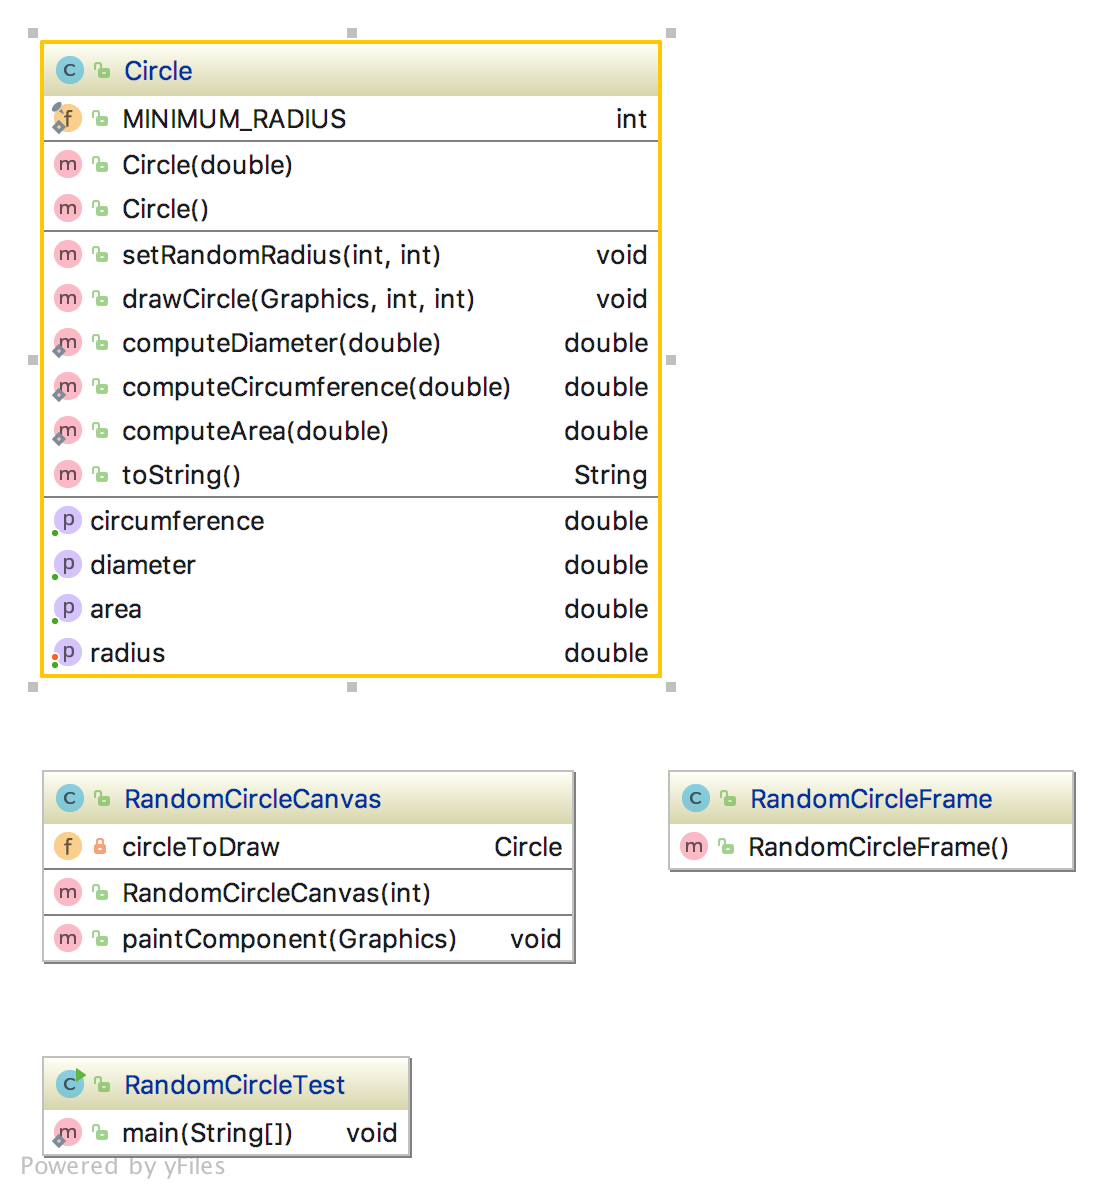 Circle
MINIMUM_RADIUS int
Circle(double)
Circle()
setRandomRadius(int, int) void
drawCircle(Graphics, int, int) void
computeDiameter(double) double
computeCircumference(double) double
computeArea(double) double
toString() String
circumference double
diameter double
area double
radius double
RandomCircleCanvas
circleToDraw Circle
RandomCircleCanvas(int)
paintComponent(Graphics) void
RandomCircleFrame
RandomCircleFrame()
RandomCircleTest
main(String[]) void
Powered by yFiles